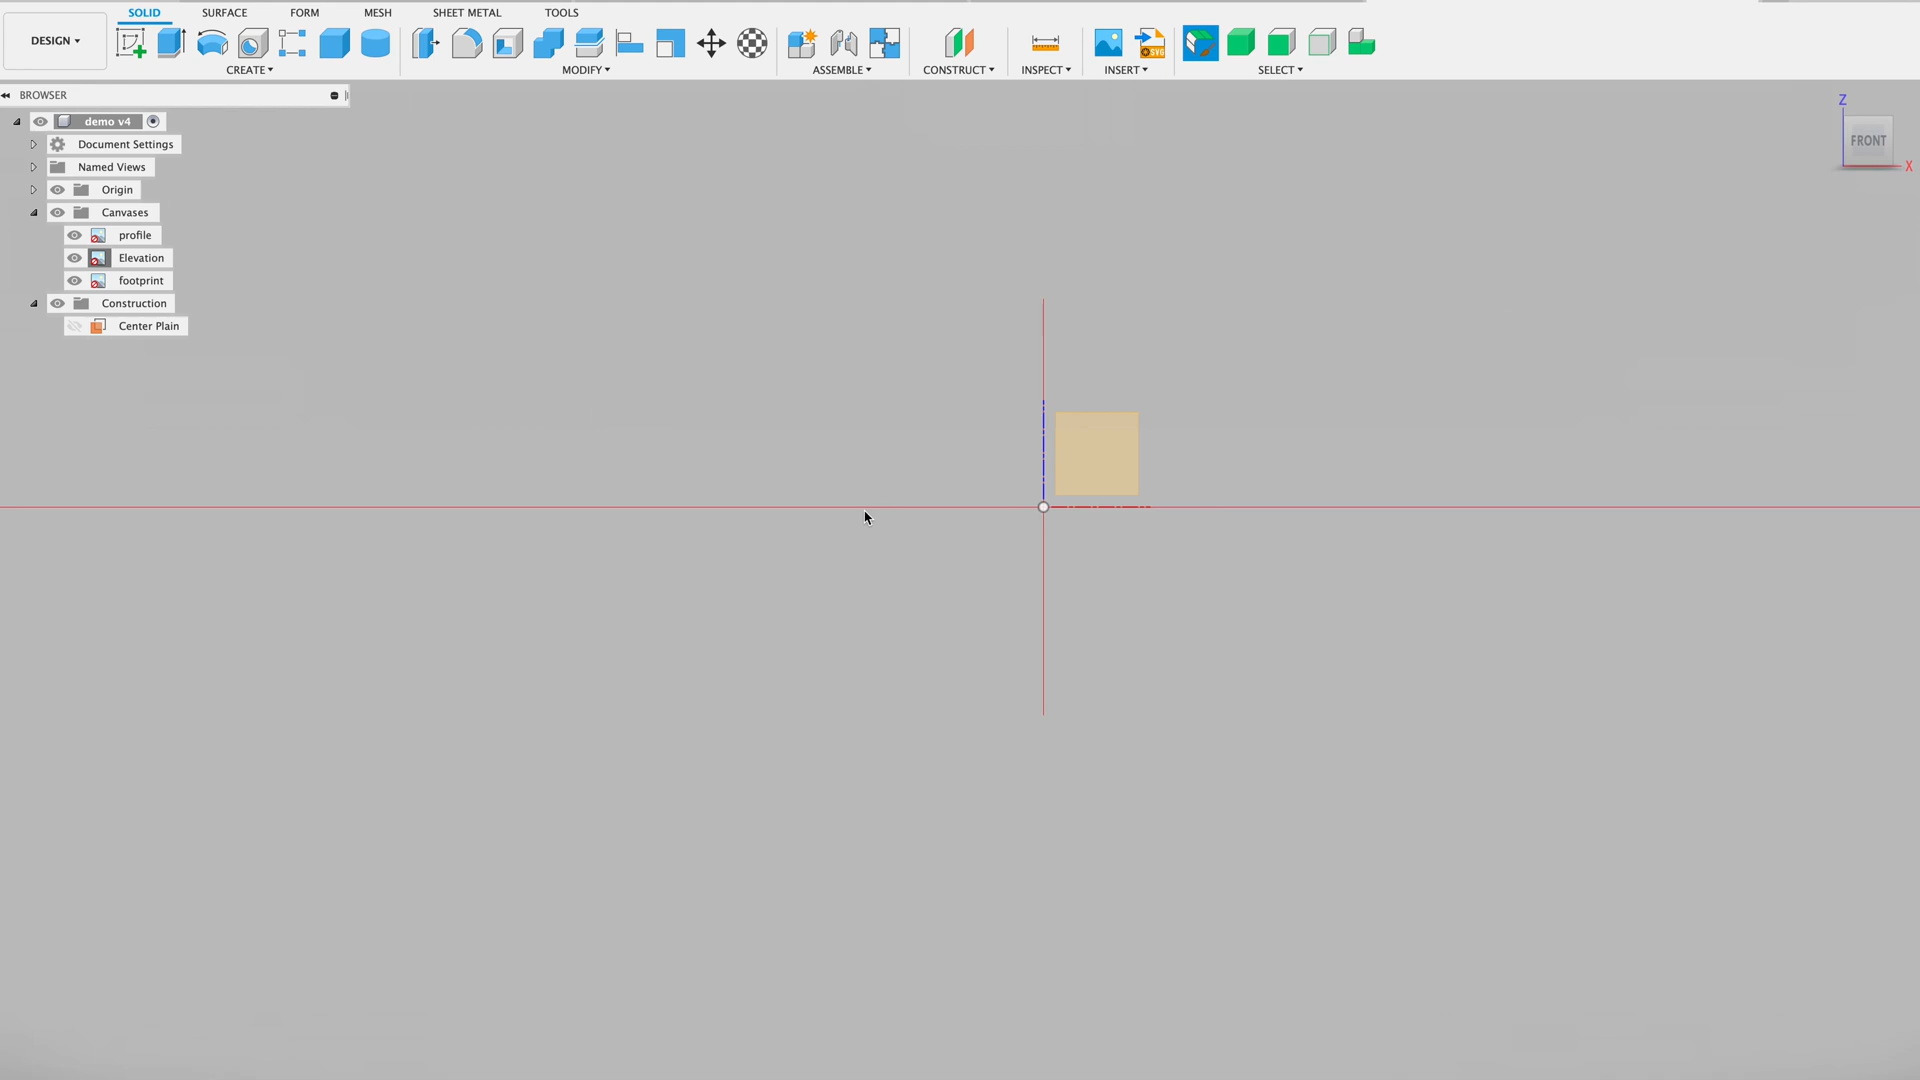 SOLID SURFACE FORM MESH SHEET METAL TOOLS
DESIGN
CREATE MODIFY ASSEMBLE CONSTRUCT INSPECT INSERT SELECT
SVG
BROWSER
demo v4
Document Settings
Named Views
Origin
Canvases
profile
Elevation
footprint
Construction
Center Plain
Z
FRONT
X